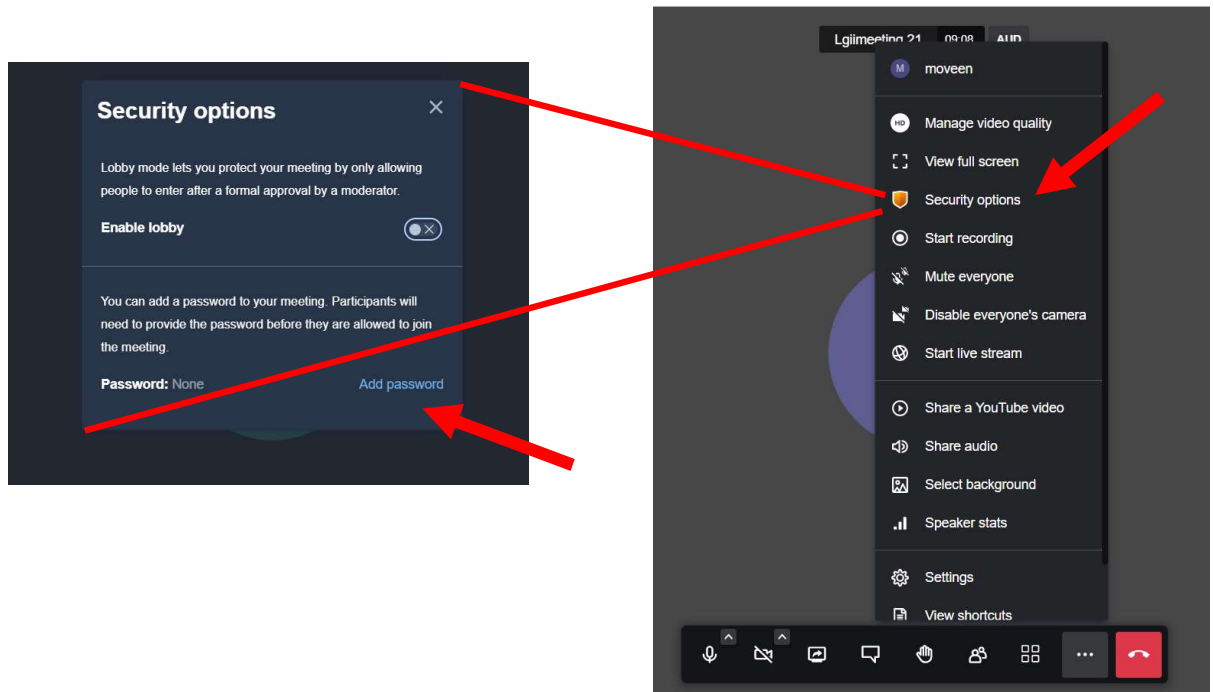 Security options
Lobby mode lets you protect your meeting by only allowing
people to enter after a formal approval by a moderator.
Enable lobby
You can add a password to your meeting. Participants will
need to provide the password before they are allowed to join
the meeting.
Password: None
Add password
Lgiimeeting 21 09:08 AUD
M moveen
HD Manage video quality
View full screen
Security options
Start recording
Mute everyone
Disable everyone's camera
Start live stream
Share a YouTube video
Share audio
Select background
Speaker stats
Settings
View shortcuts